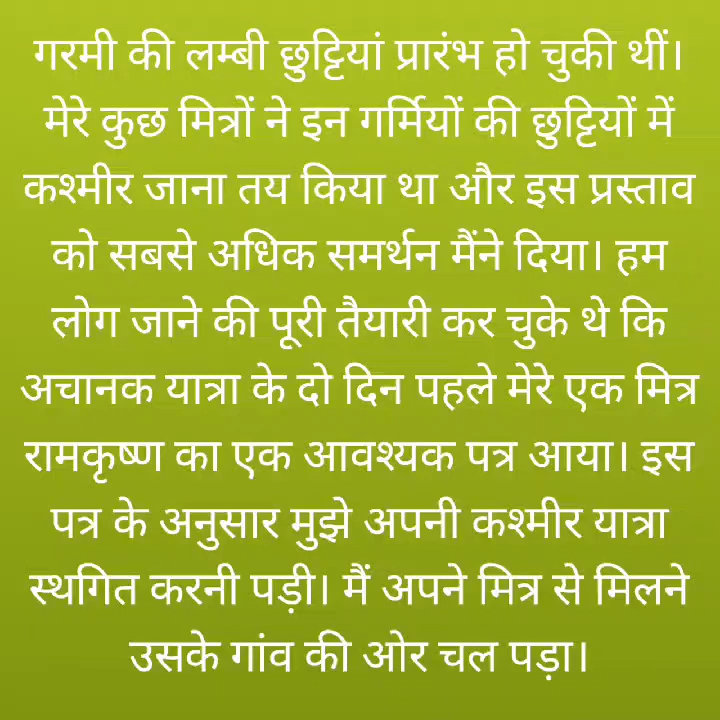 गरमी की लम्बी छुट्टियां प्रारंभ हो चुकी थीं।
मेरे कुछ मित्रों ने इन गर्मियों की छुट्टियों में
कश्मीर जाना तय किया था और इस प्रस्ताव
को सबसे अधिक समर्थन मैंने दिया। हम
लोग जाने की पूरी तैयारी कर चुके थे कि
अचानक यात्रा के दो दिन पहले मेरे एक मित्र
रामकृष्ण का एक आवश्यक पत्र आया। इस
पत्र के अनुसार मुझे अपनी कश्मीर यात्रा
स्थगित करनी पड़ी। मैं अपने मित्र से मिलने
उसके गांव की ओर चल पड़ा।